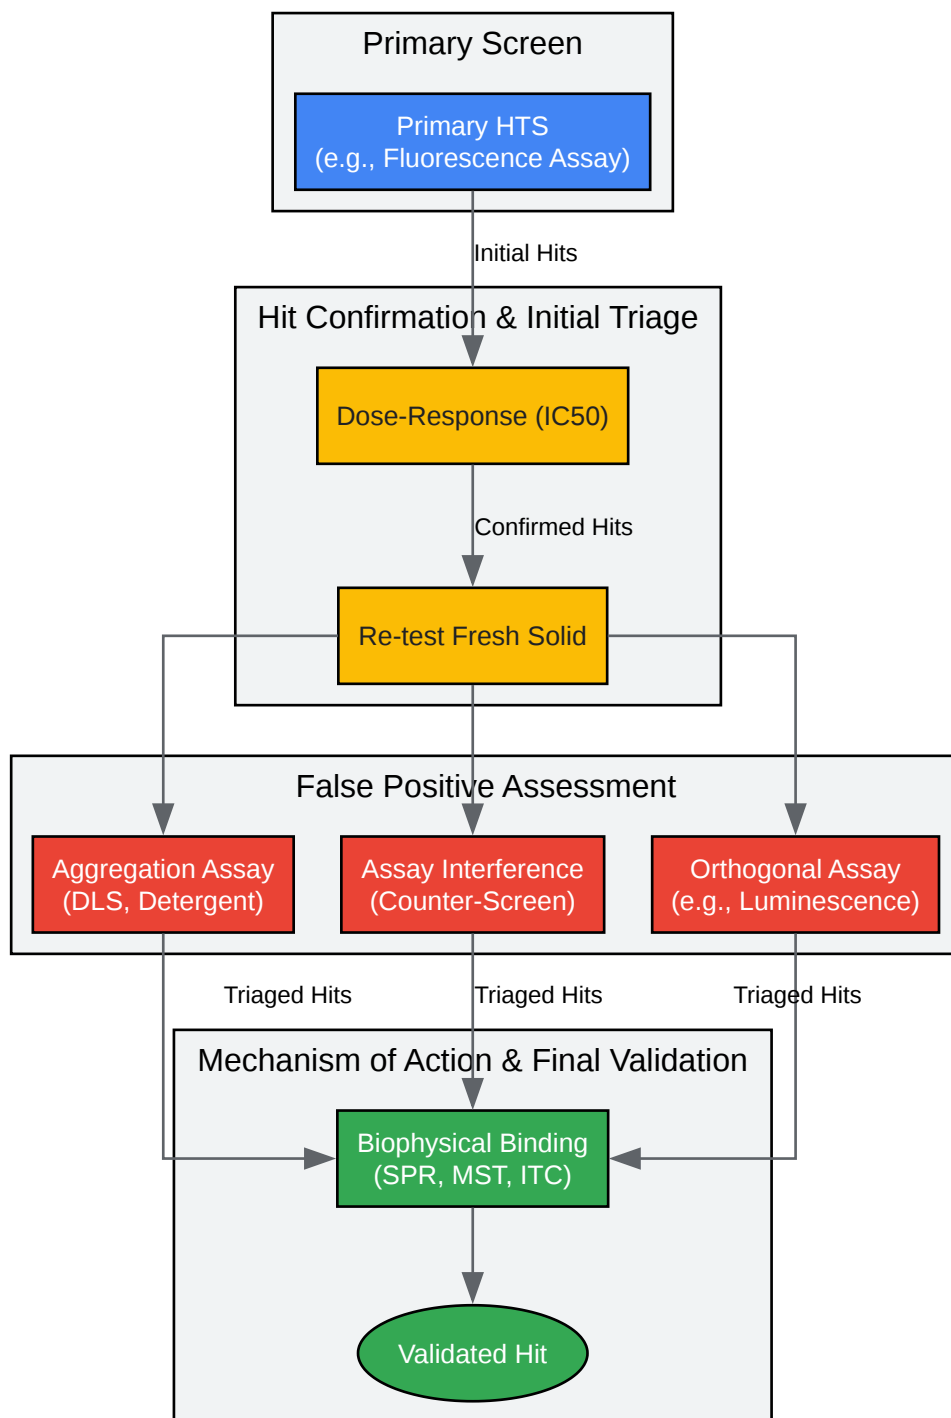 Primary Screen
Primary HTS
(e.g., Fluorescence Assay)
Initial Hits
Hit Confirmation & Initial Triage
Dose-Response (IC50)
Confirmed Hits
Re-test Fresh Solid
False Positive Assessment
Aggregation Assay
(DLS, Detergent)
Assay Interference
(Counter-Screen)
Orthogonal Assay
(e.g., Luminescence)
Triaged Hits
Triaged Hits
Triaged Hits
Mechanism of Action & Final Validation
Biophysical Binding
(SPR, MST, ITC)
Validated Hit